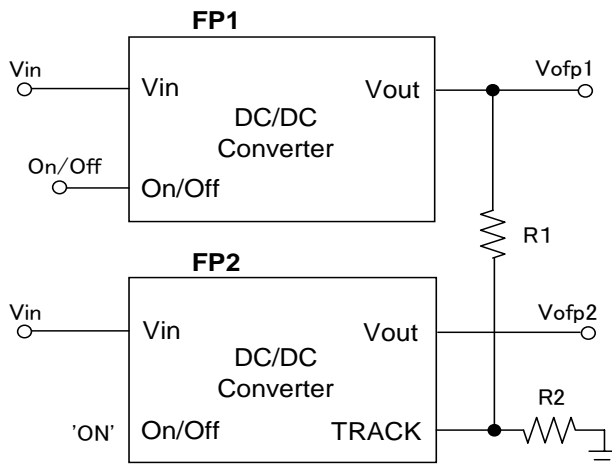 FP1
Vin
Vin
Vout
Vofp1
DC/DC
Converter
On/Off
On/Off
R1
FP2
Vin
Vin
Vout
Vofp2
DC/DC
Converter
R2
'ON'
On/Off
TRACK